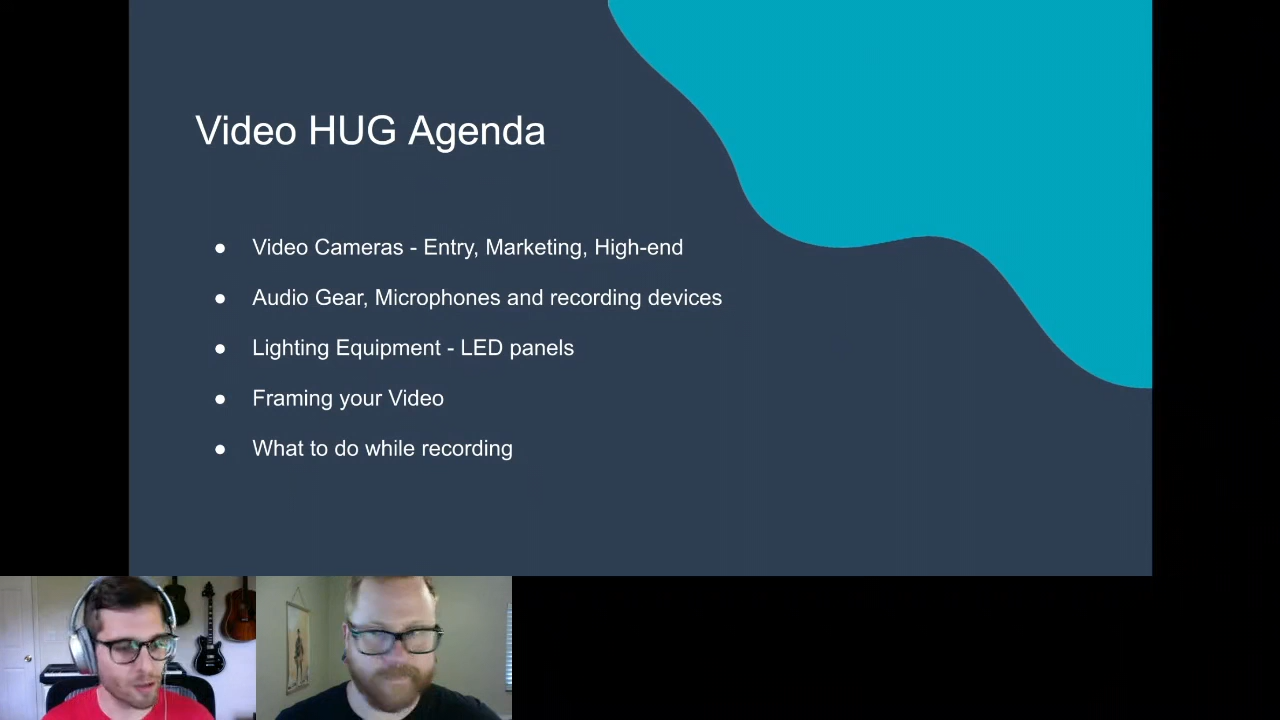 Video HUG Agenda
● Video Cameras - Entry, Marketing, High-end
● Audio Gear, Microphones and recording devices
● Lighting Equipment - LED panels
● Framing your Video
● What to do while recording